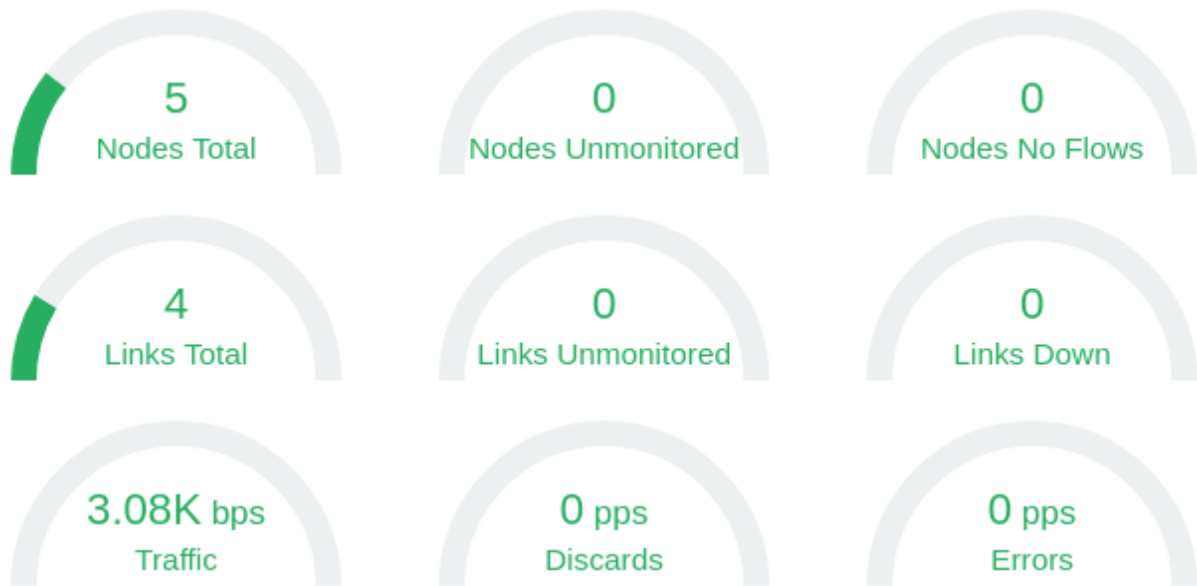 5
Nodes Total
0
Nodes Unmonitored
0
Nodes No Flows
4
Links Total
0
Links Unmonitored
0
Links Down
3.08K bps
Traffic
0 pps
Discards
0 pps
Errors